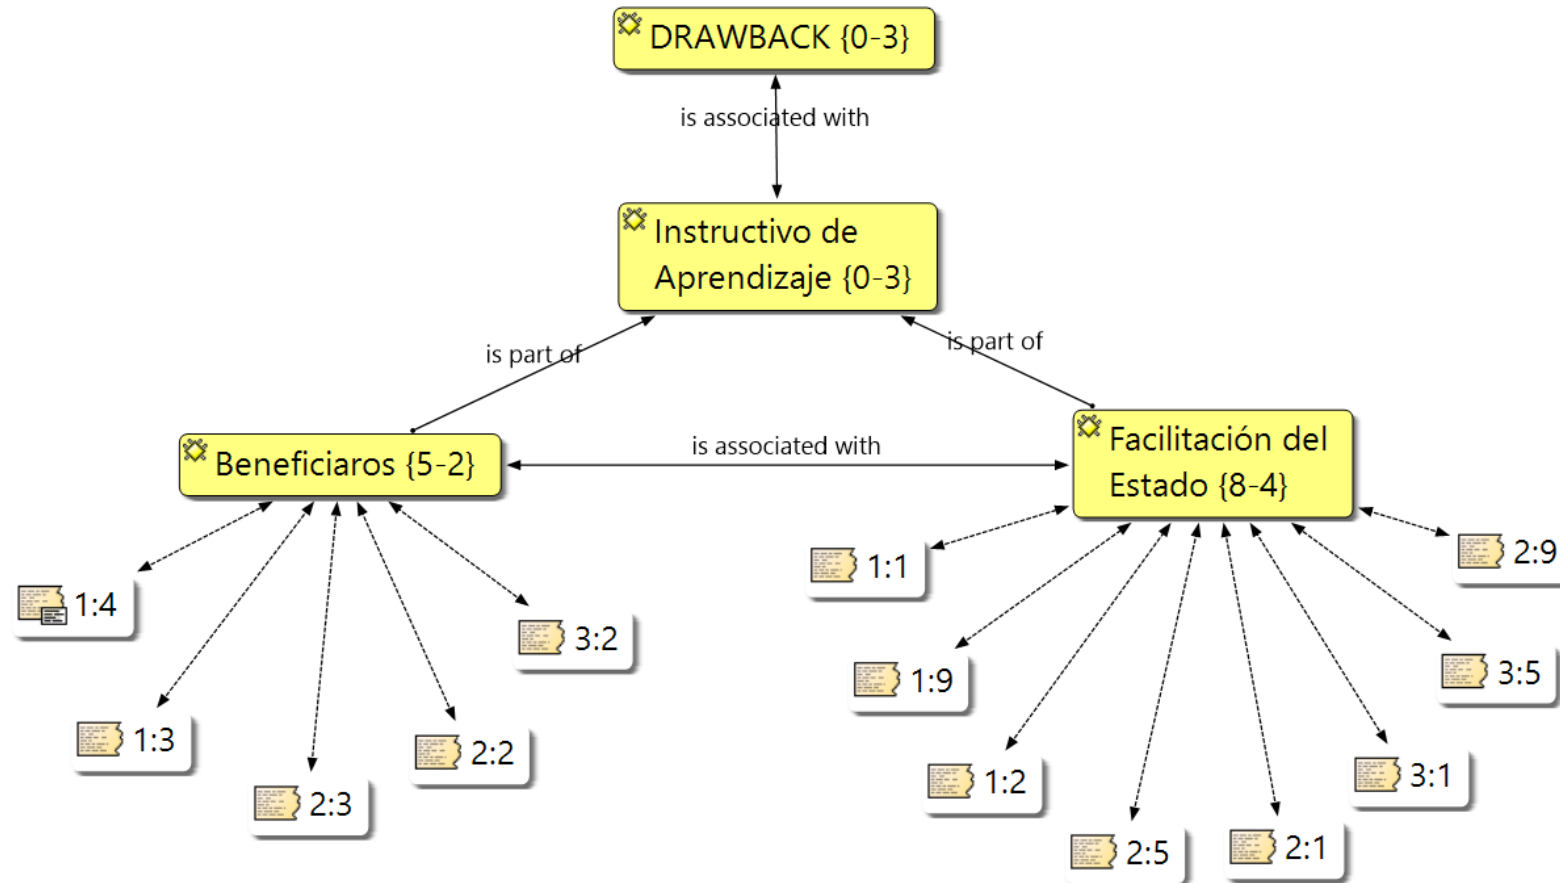 DRAWBACK {0-3}
is associated with
Instructivo de
Aprendizaje {0-3}
is part of
is part of
Beneficiaros {5-2}
is associated with
Facilitación del
Estado {8-4}
1:4
1:3
2:3
2:2
3:2
1:1
1:9
1:2
2:5
2:1
3:1
3:5
2:9